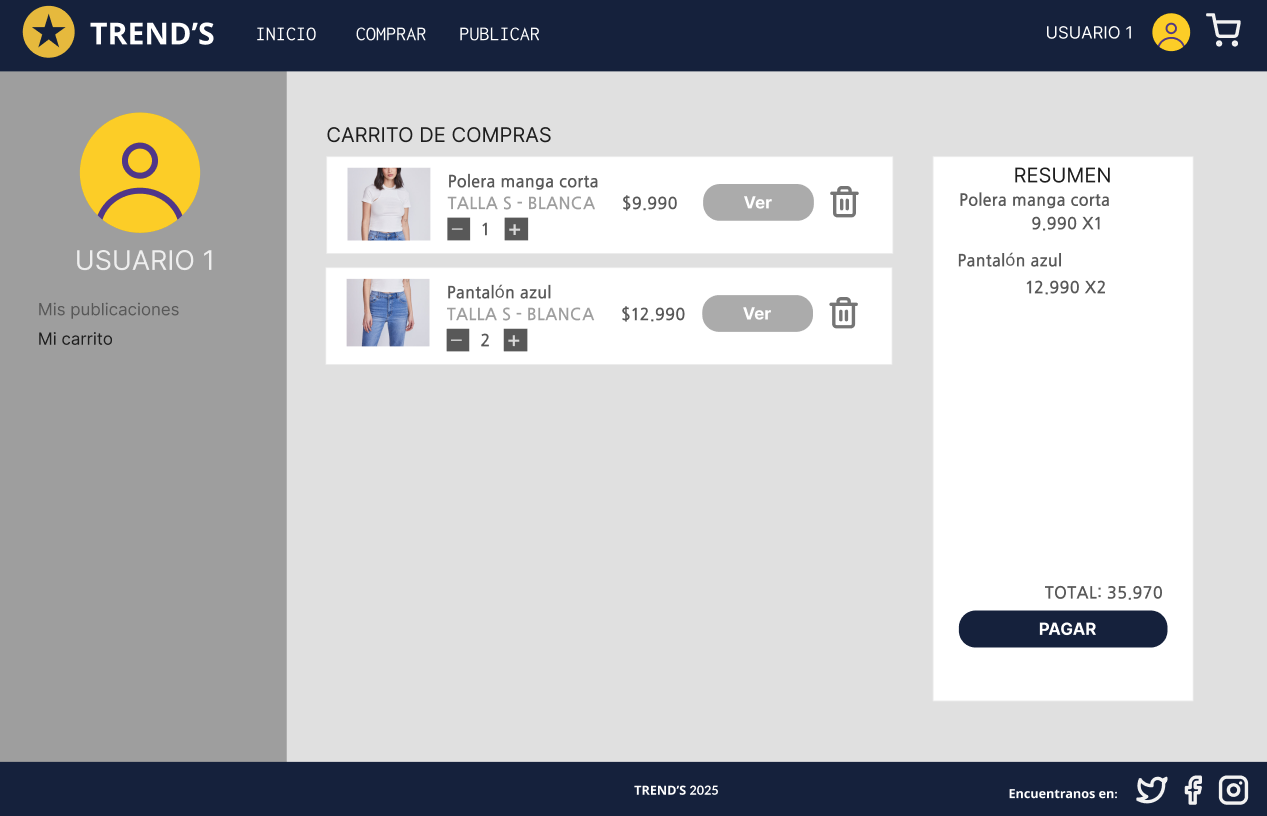 TREND'S INICIO COMPRAR PUBLICAR USUARIO 1
USUARIO 1
Mis publicaciones
Mi carrito
CARRITO DE COMPRAS
Polera manga corta
TALLA S - BLANCA $9.990 Ver
− 1 +
Pantalón azul
TALLA S - BLANCA $12.990 Ver
− 2 +
RESUMEN
Polera manga corta
9.990 X1
Pantalón azul
12.990 X2
TOTAL: 35.970
PAGAR
TREND'S 2025
Encuentranos en: